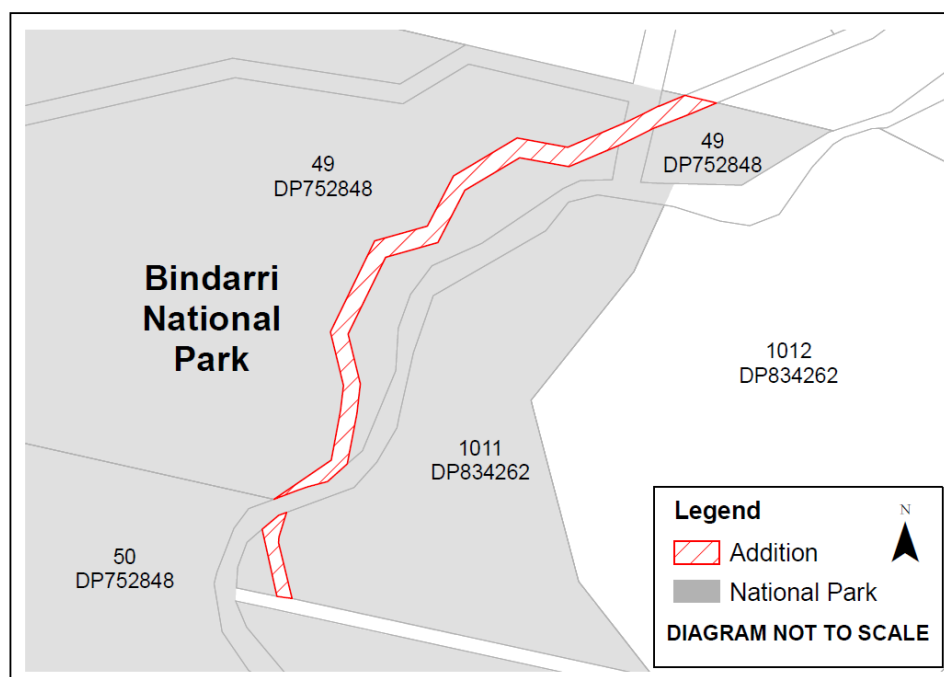 49
DP752848
49
DP752848
Bindarri
National
Park
1012
DP834262
1011
DP834262
50
DP752848
Legend
N
Addition
National Park
DIAGRAM NOT TO SCALE